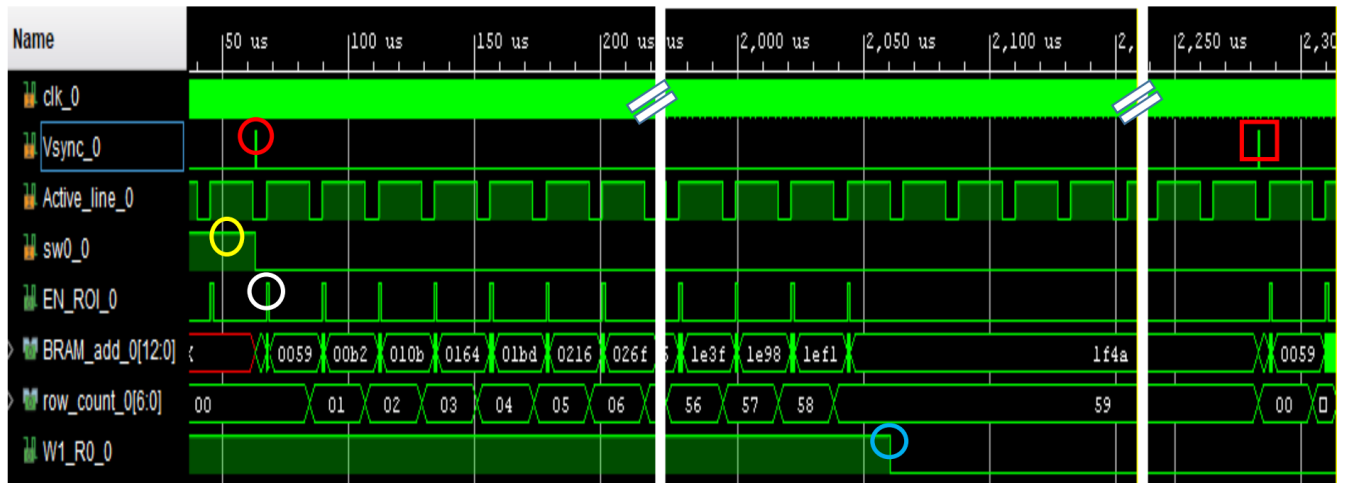 Name 50 us 100 us 150 us 200 us us 2,000 us 2,050 us 2,100 us 2, 2,250 us 2,30
clk_0
Vsync_0
Active_line_0
sw0_0
EN_ROI_0
BRAM_add_0[12:0] 0059 00b2 010b 0164 01bd 0216 026f 1e3f 1e98 1ef1 1f4a 0059
row_count_0[6:0] 00 01 02 03 04 05 06 56 57 58 59 00
W1_R0_0